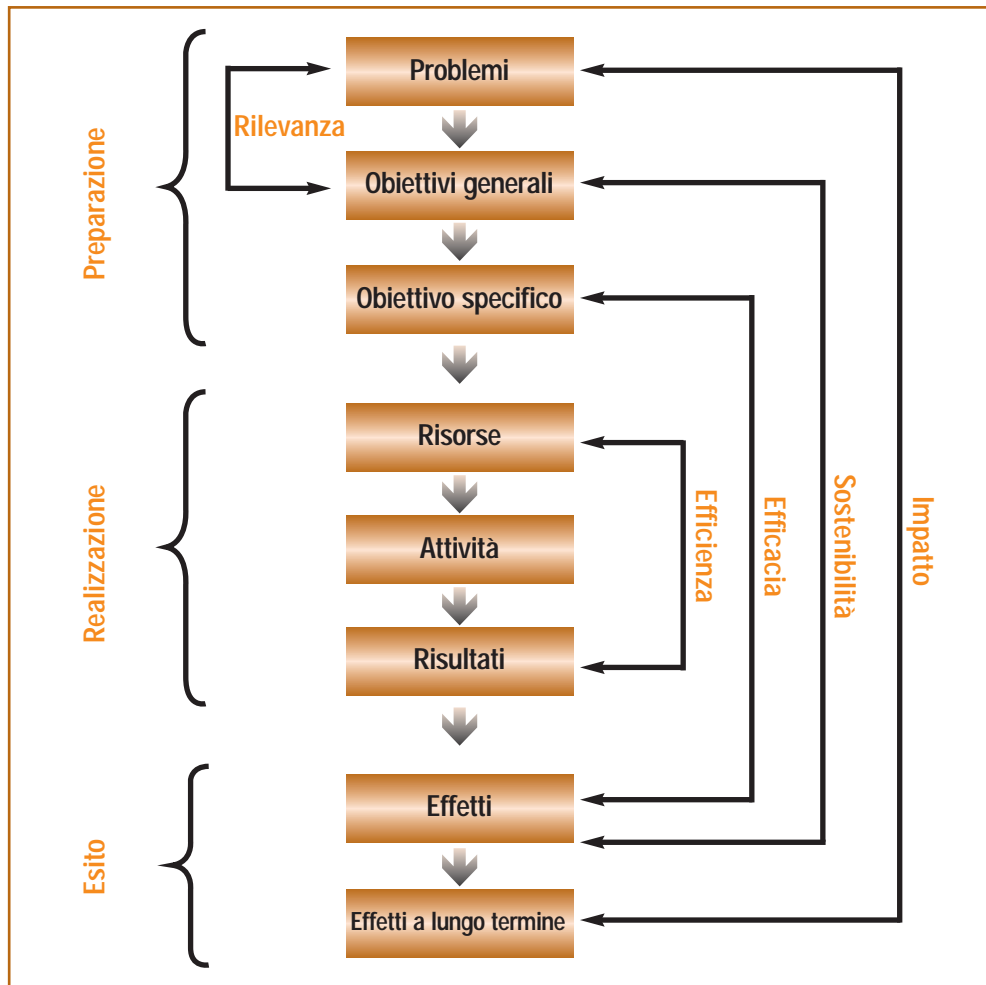 Preparazione
Rilevanza
Problemi
Obiettivi generali
Obiettivo specifico
Realizzazione
Risorse
Attività
Risultati
Esito
Effetti
Effetti a lungo termine
Efficienza
Efficacia
Sostenibilità
Impatto